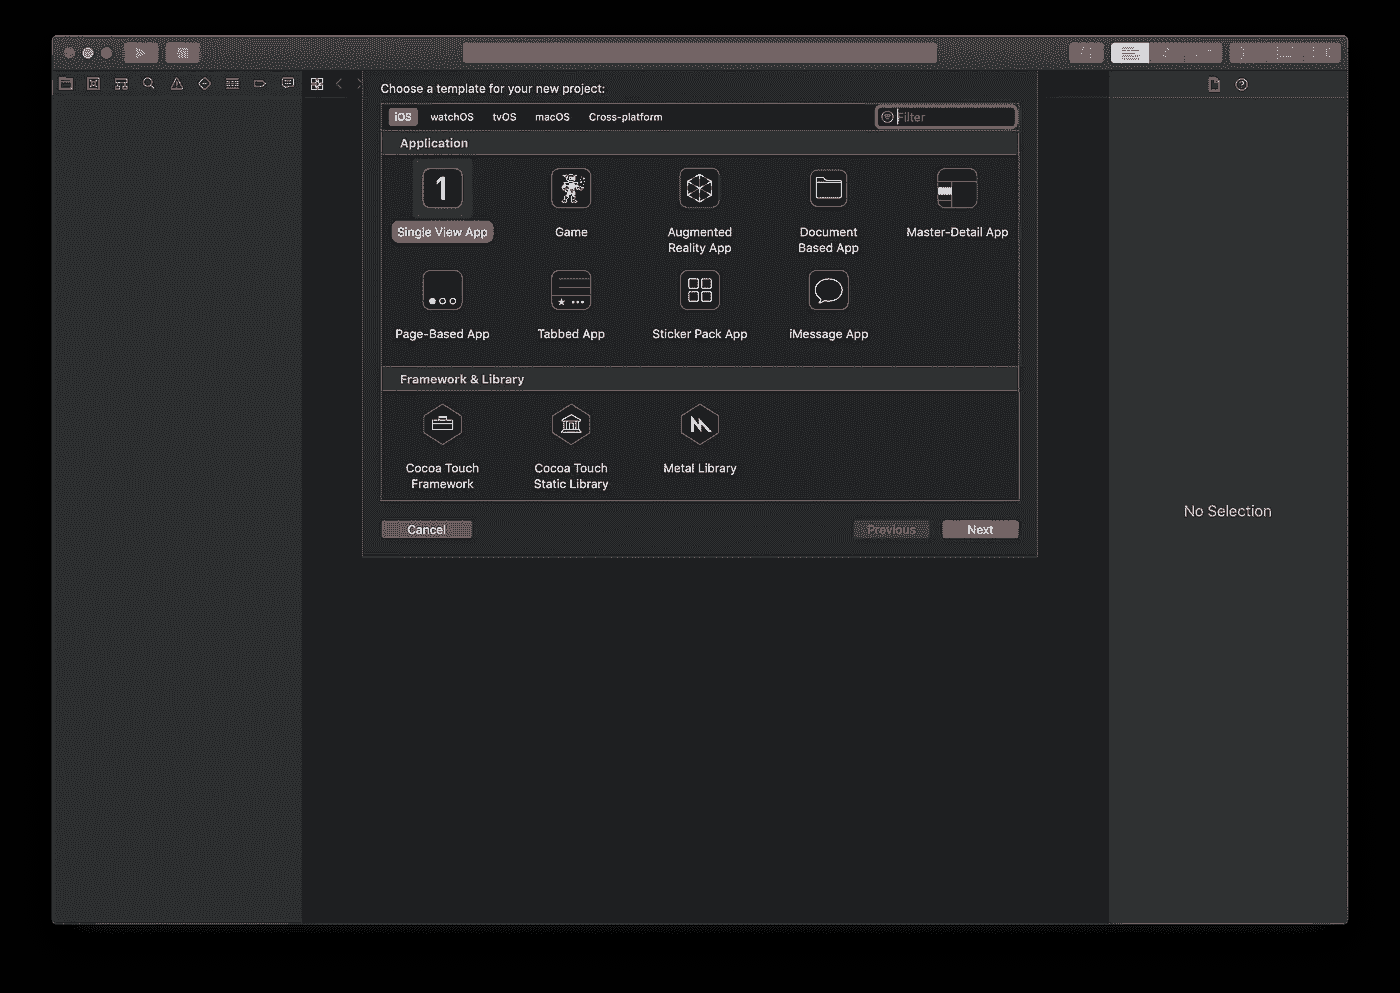 Choose a template for your new project:
iOS watchOS tvOS macOS Cross-platform Filter
Application
1
Single View App Game Augmented Reality App Document Based App Master-Detail App
Page-Based App Tabbed App Sticker Pack App iMessage App
Framework & Library
Cocoa Touch Framework Cocoa Touch Static Library Metal Library
Cancel Previous Next
No Selection